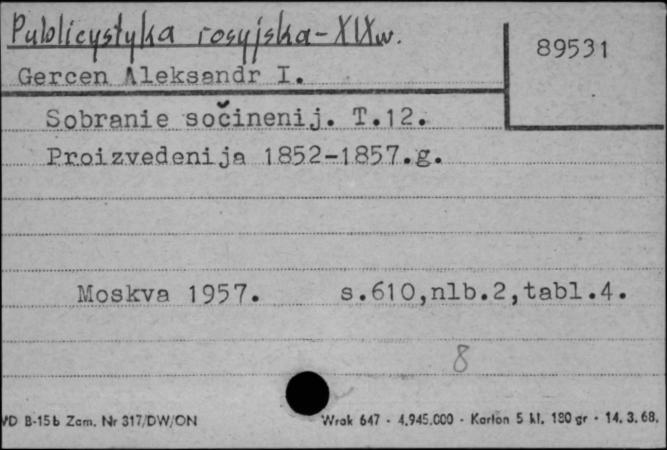 Publicystyka rosyjska - XIXw.
89531
Gercen Aleksandr I.
Sobranie sočinenij. T.12.
Proizvedenija 1852-1857.g.
Moskva 1957. s.610,nlb.2,tabl.4.
8
VD B-15b Zam. Nr 317/DW/ON Wrak 647 - 4.945.000 - Karton 5 kl. 180 gr - 14. 3. 68.